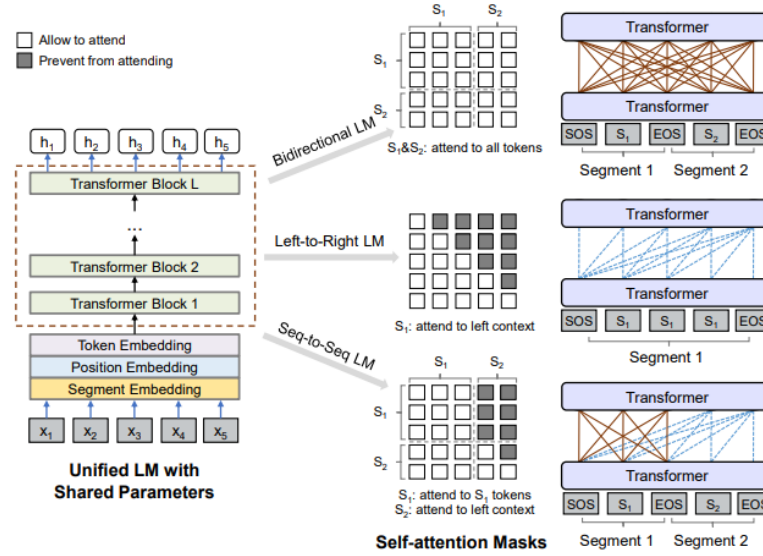 Allow to attend
Prevent from attending
h1 h2 h3 h4 h5
Transformer Block L
...
Transformer Block 2
Transformer Block 1
Token Embedding
Position Embedding
Segment Embedding
x1 x2 x3 x4 x5
Unified LM with
Shared Parameters
Bidirectional LM
Left-to-Right LM
Seq-to-Seq LM
S1 S2
S1
S2
S1&S2: attend to all tokens
S1: attend to left context
S1 S2
S1
S2
S1: attend to S1 tokens
S2: attend to left context
Self-attention Masks
Transformer
Transformer
SOS S1 EOS S2 EOS
Segment 1 Segment 2
Transformer
Transformer
SOS S1 S1 S1 EOS
Segment 1
Transformer
Transformer
SOS S1 EOS S2 EOS
Segment 1 Segment 2